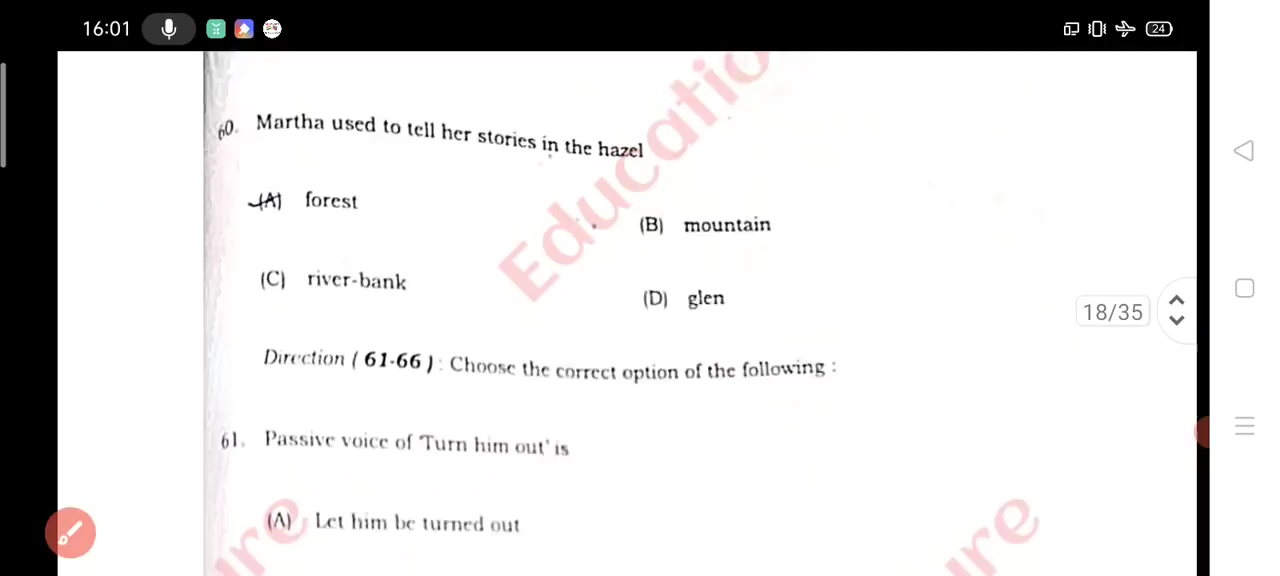 16:01
24
60. Martha used to tell her stories in the hazel
(A) forest
(B) mountain
(C) river-bank
(D) glen
18/35
Direction ( 61-66 ) : Choose the correct option of the following :
61. Passive voice of 'Turn him out' is
(A) Let him be turned out
Educatio
ure
ure